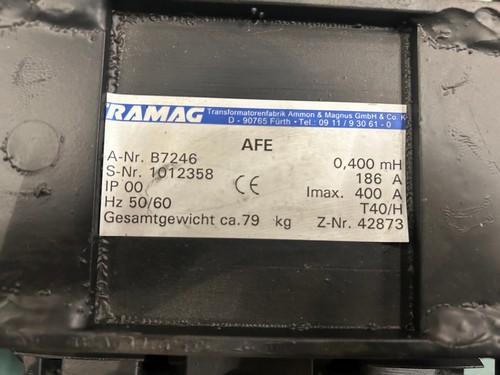 TRAMAG Transformatorenfabrik Ammon & Magnus GmbH & Co. K
D - 90765 Fürth • Tel.: 09 11 / 9 30 61 - 0
AFE
A-Nr. B7246 0,400 mH
S-Nr. 1012358 186 A
IP 00 CE Imax. 400 A
Hz 50/60 T40/H
Gesamtgewicht ca.79 kg Z-Nr. 42873